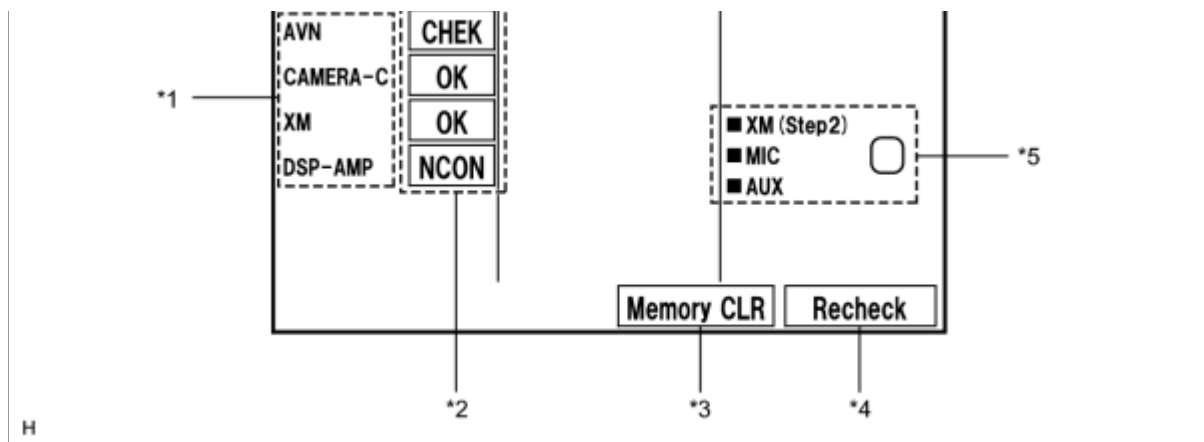 AVN CHEK
CAMERA-C OK
*1
XM OK
XM (Step2)
MIC
*5
DSP-AMP NCON
AUX
Memory CLR Recheck
*2 *3 *4
H